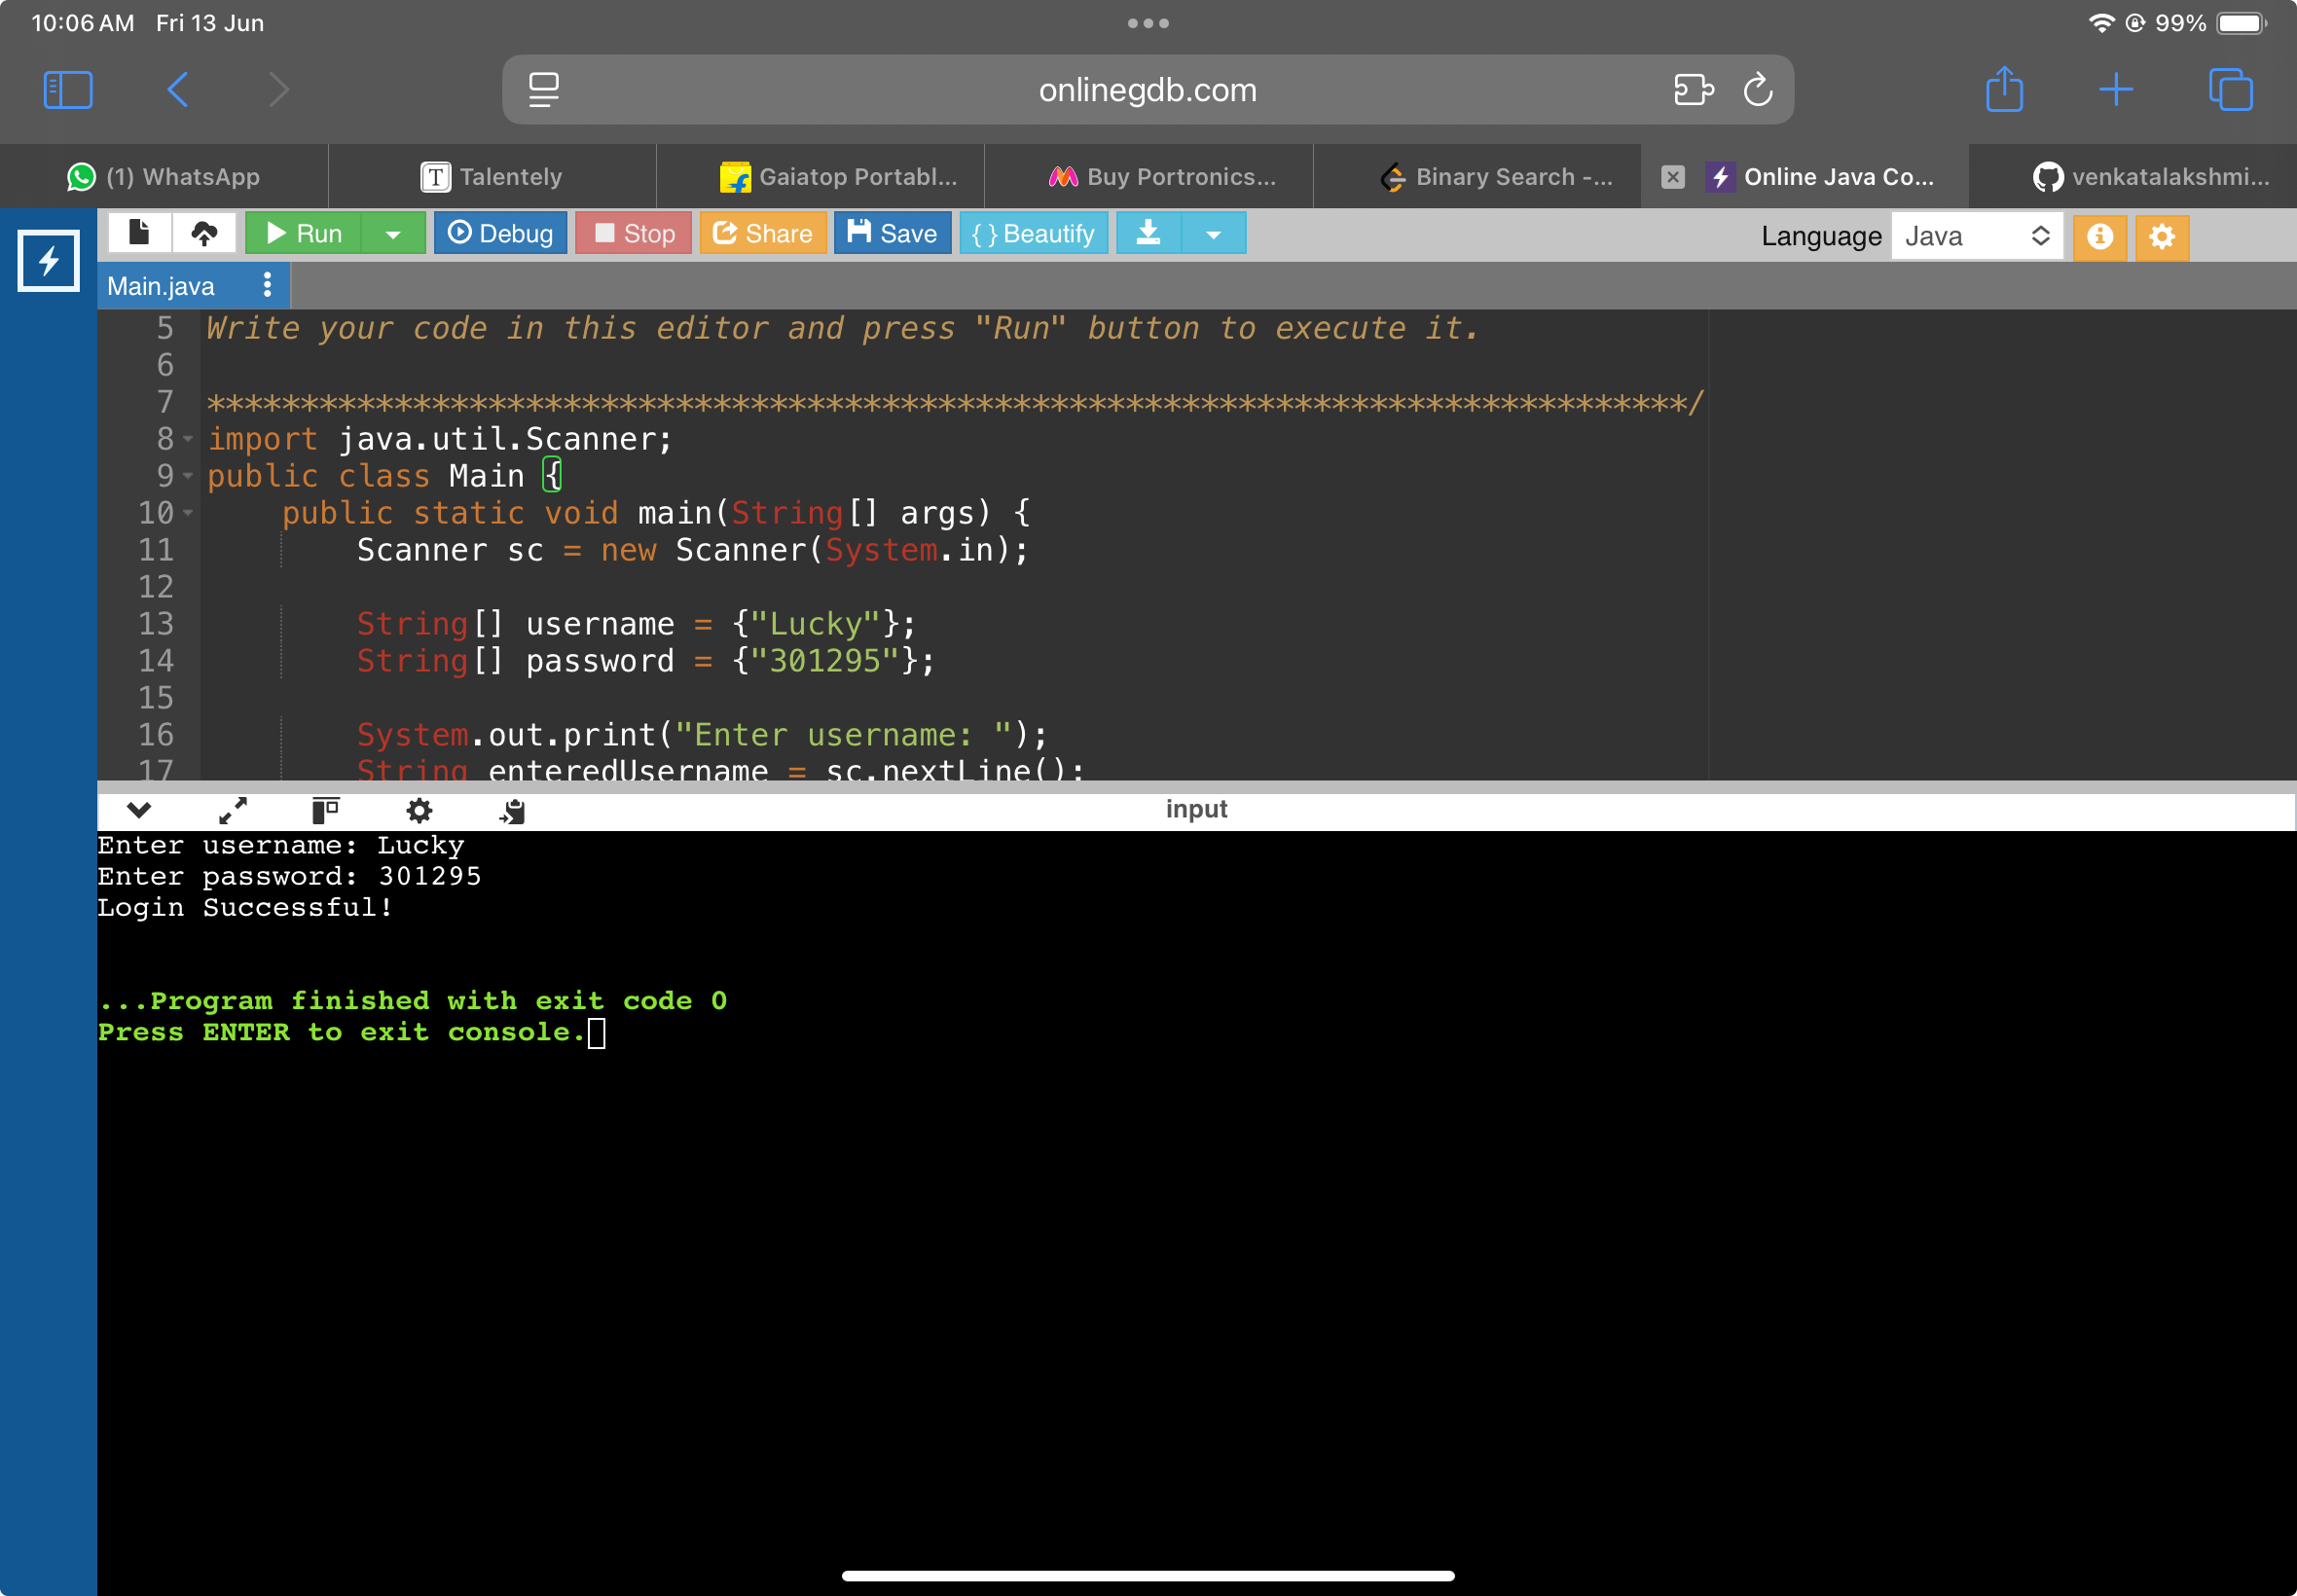 10:06 AM Fri 13 Jun
99%
onlinegdb.com
(1) WhatsApp
Talentely
Gaiatop Portabl...
Buy Portronics...
Binary Search -...
Online Java Co...
venkatalakshmi...
Run
Debug
Stop
Share
Save
{ } Beautify
Language Java
Main.java
5 Write your code in this editor and press "Run" button to execute it.
6
7 *******************************************************************************/
8 import java.util.Scanner;
9 public class Main {
10 public static void main(String[] args) {
11 Scanner sc = new Scanner(System.in);
12
13 String[] username = {"Lucky"};
14 String[] password = {"301295"};
15
16 System.out.print("Enter username: ");
17 String enteredUsername = sc.nextLine();
input
Enter username: Lucky
Enter password: 301295
Login Successful!
...Program finished with exit code 0
Press ENTER to exit console.